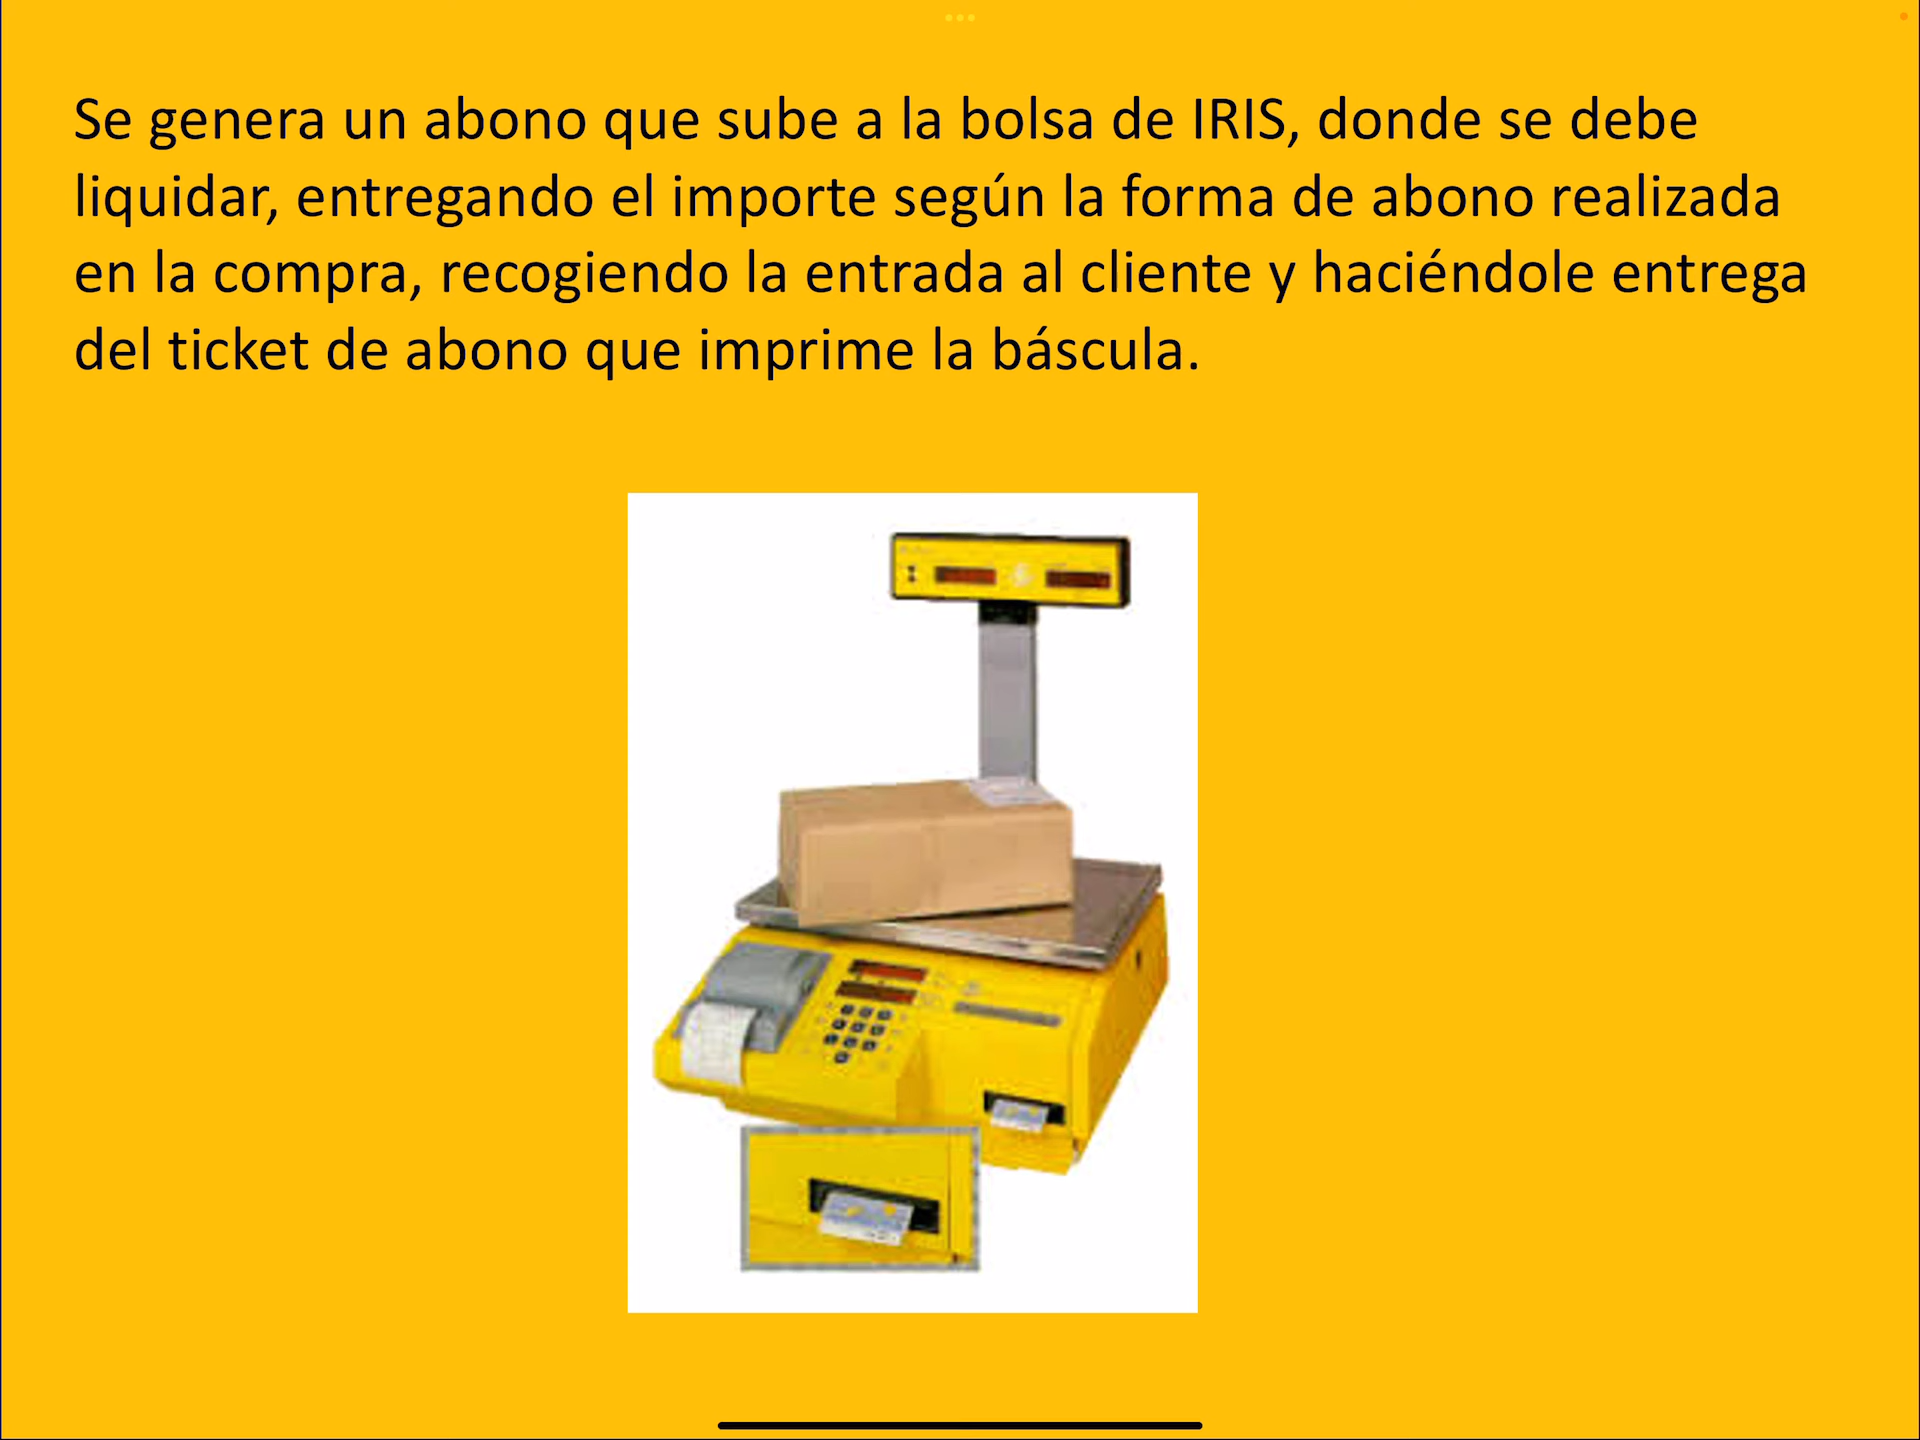 Se genera un abono que sube a la bolsa de IRIS, donde se debe
liquidar, entregando el importe según la forma de abono realizada
en la compra, recogiendo la entrada al cliente y haciéndole entrega
del ticket de abono que imprime la báscula.